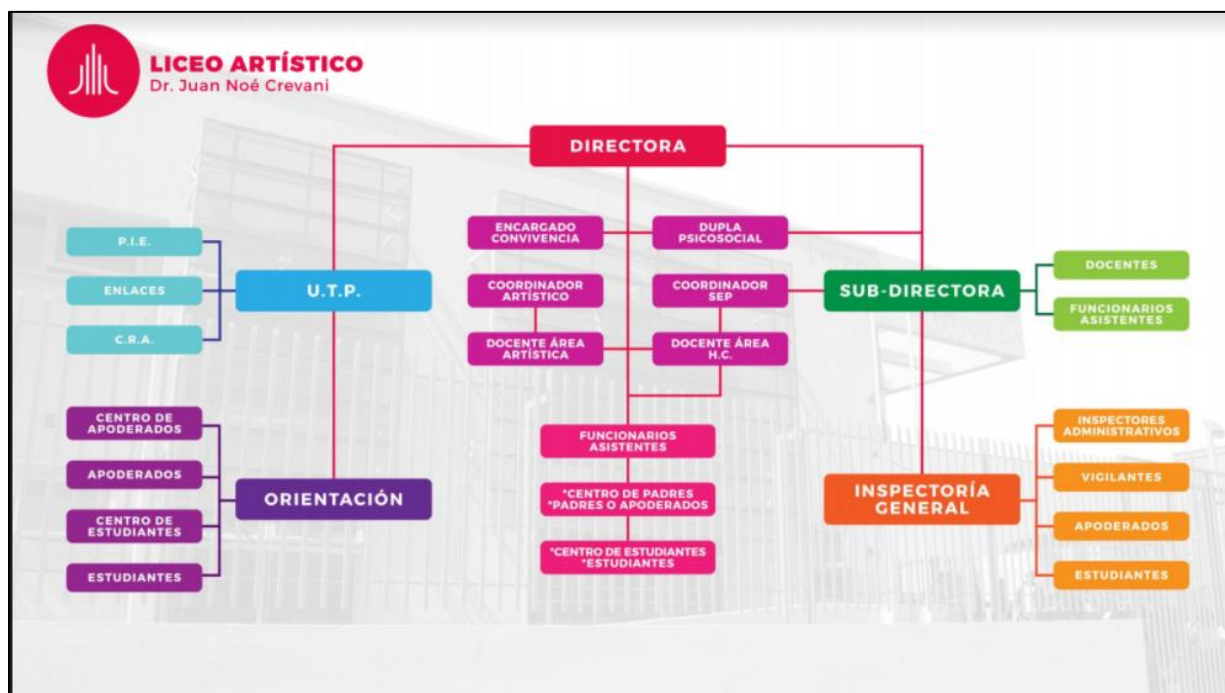 LICEO ARTÍSTICO
Dr. Juan Noé Crevani
DIRECTORA
ENCARGADO
CONVIVENCIA
DUPLA
PSICOSOCIAL
P.I.E.
ENLACES
C.R.A.
U.T.P.
COORDINADOR
ARTÍSTICO
COORDINADOR
SEP
SUB-DIRECTORA
DOCENTES
FUNCIONARIOS
ASISTENTES
DOCENTE ÁREA
ARTÍSTICA
DOCENTE ÁREA
H.C.
CENTRO DE
APODERADOS
APODERADOS
CENTRO DE
ESTUDIANTES
ESTUDIANTES
ORIENTACIÓN
FUNCIONARIOS
ASISTENTES
*CENTRO DE PADRES
*PADRES O APODERADOS
*CENTRO DE ESTUDIANTES
*ESTUDIANTES
INSPECTORÍA
GENERAL
INSPECTORES
ADMINISTRATIVOS
VIGILANTES
APODERADOS
ESTUDIANTES